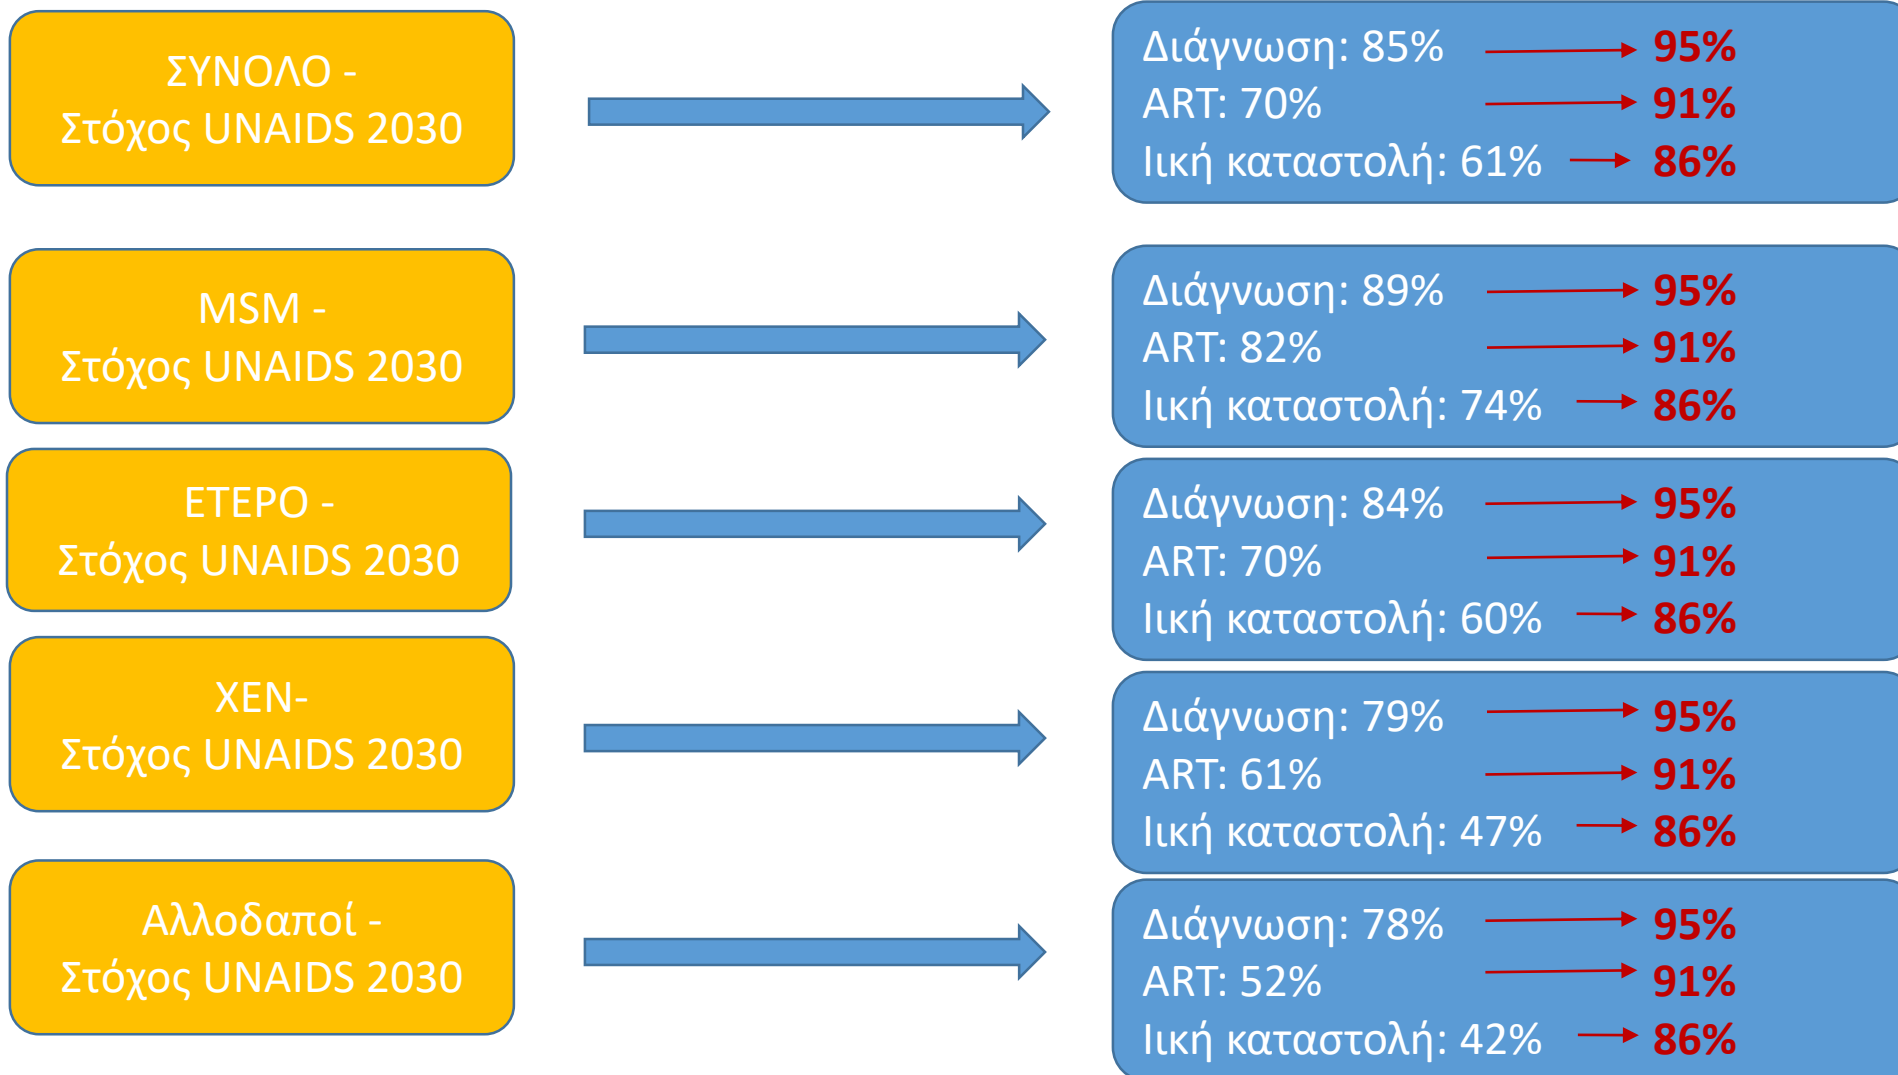 ΣΥΝΟΛΟ -
Στόχος UNAIDS 2030
Διάγνωση: 85% 95%
ART: 70% 91%
Ιική καταστολή: 61% 86%
MSM -
Στόχος UNAIDS 2030
Διάγνωση: 89% 95%
ART: 82% 91%
Ιική καταστολή: 74% 86%
ΕΤΕΡΟ -
Στόχος UNAIDS 2030
Διάγνωση: 84% 95%
ART: 70% 91%
Ιική καταστολή: 60% 86%
ΧΕΝ-
Στόχος UNAIDS 2030
Διάγνωση: 79% 95%
ART: 61% 91%
Ιική καταστολή: 47% 86%
Αλλοδαποί -
Στόχος UNAIDS 2030
Διάγνωση: 78% 95%
ART: 52% 91%
Ιική καταστολή: 42% 86%